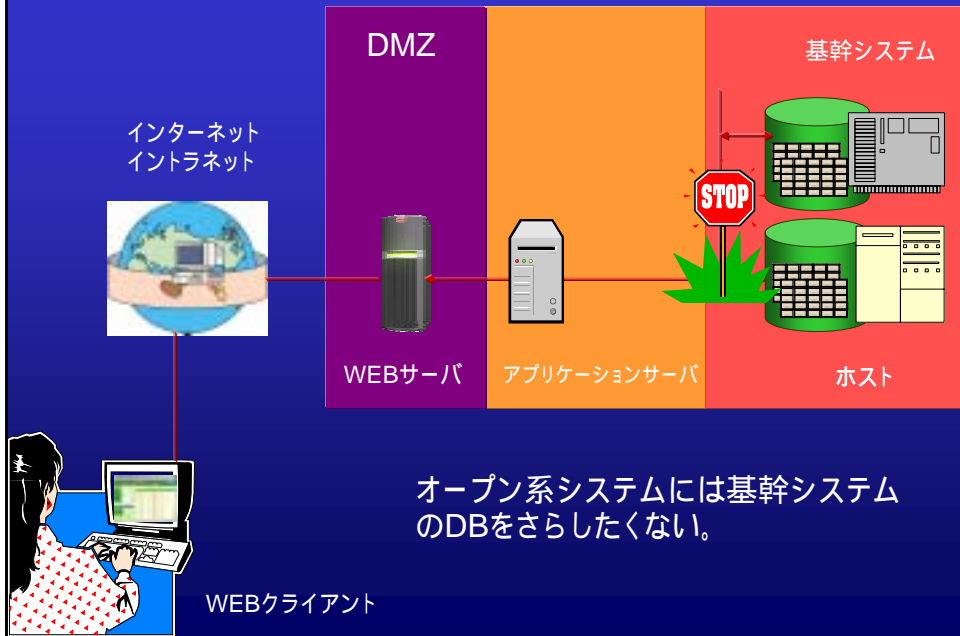 DMZ
基幹システム
インターネット
イントラネット
STOP
WEBサーバ
アプリケーションサーバ
ホスト
オープン系システムには基幹システム
のDBをさらしたくない。
WEBクライアント